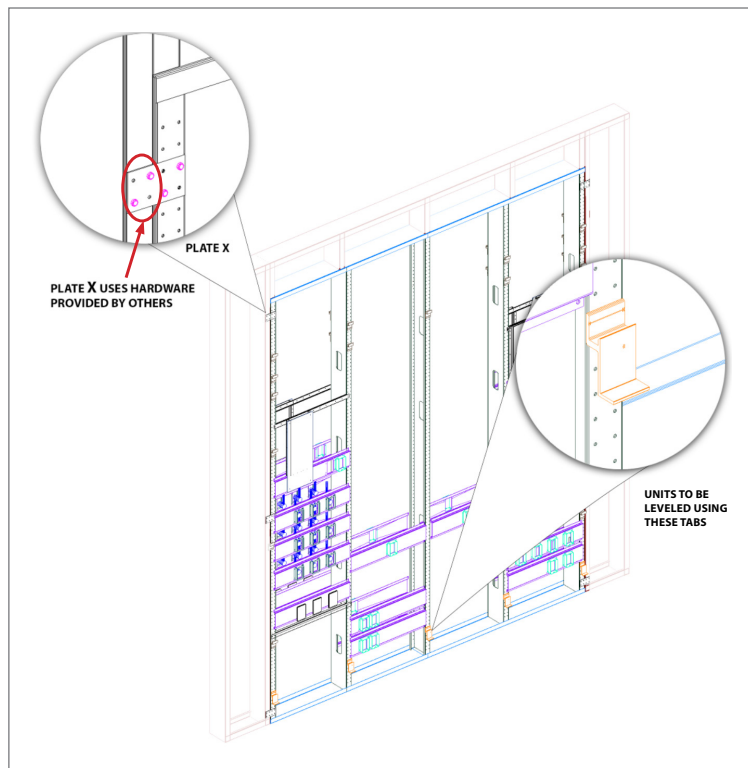 PLATE X
PLATE X USES HARDWARE
PROVIDED BY OTHERS
UNITS TO BE
LEVELED USING
THESE TABS